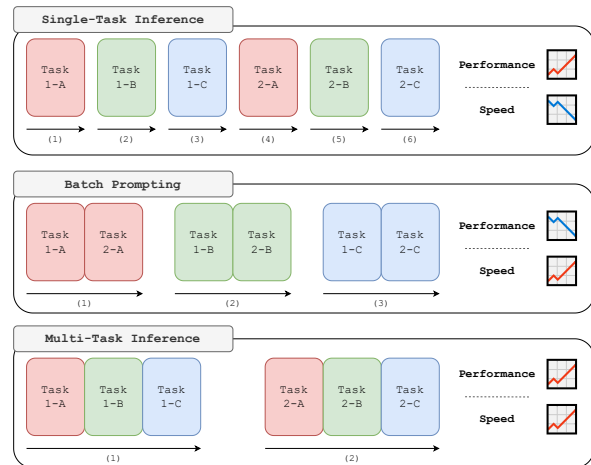 Single-Task Inference
Task 1-A
Task 1-B
Task 1-C
Task 2-A
Task 2-B
Task 2-C
Performance
Speed
(1)
(2)
(3)
(4)
(5)
(6)
Batch Prompting
Task 1-A
Task 2-A
Task 1-B
Task 2-B
Task 1-C
Task 2-C
Performance
Speed
(1)
(2)
(3)
Multi-Task Inference
Task 1-A
Task 1-B
Task 1-C
Task 2-A
Task 2-B
Task 2-C
Performance
Speed
(1)
(2)